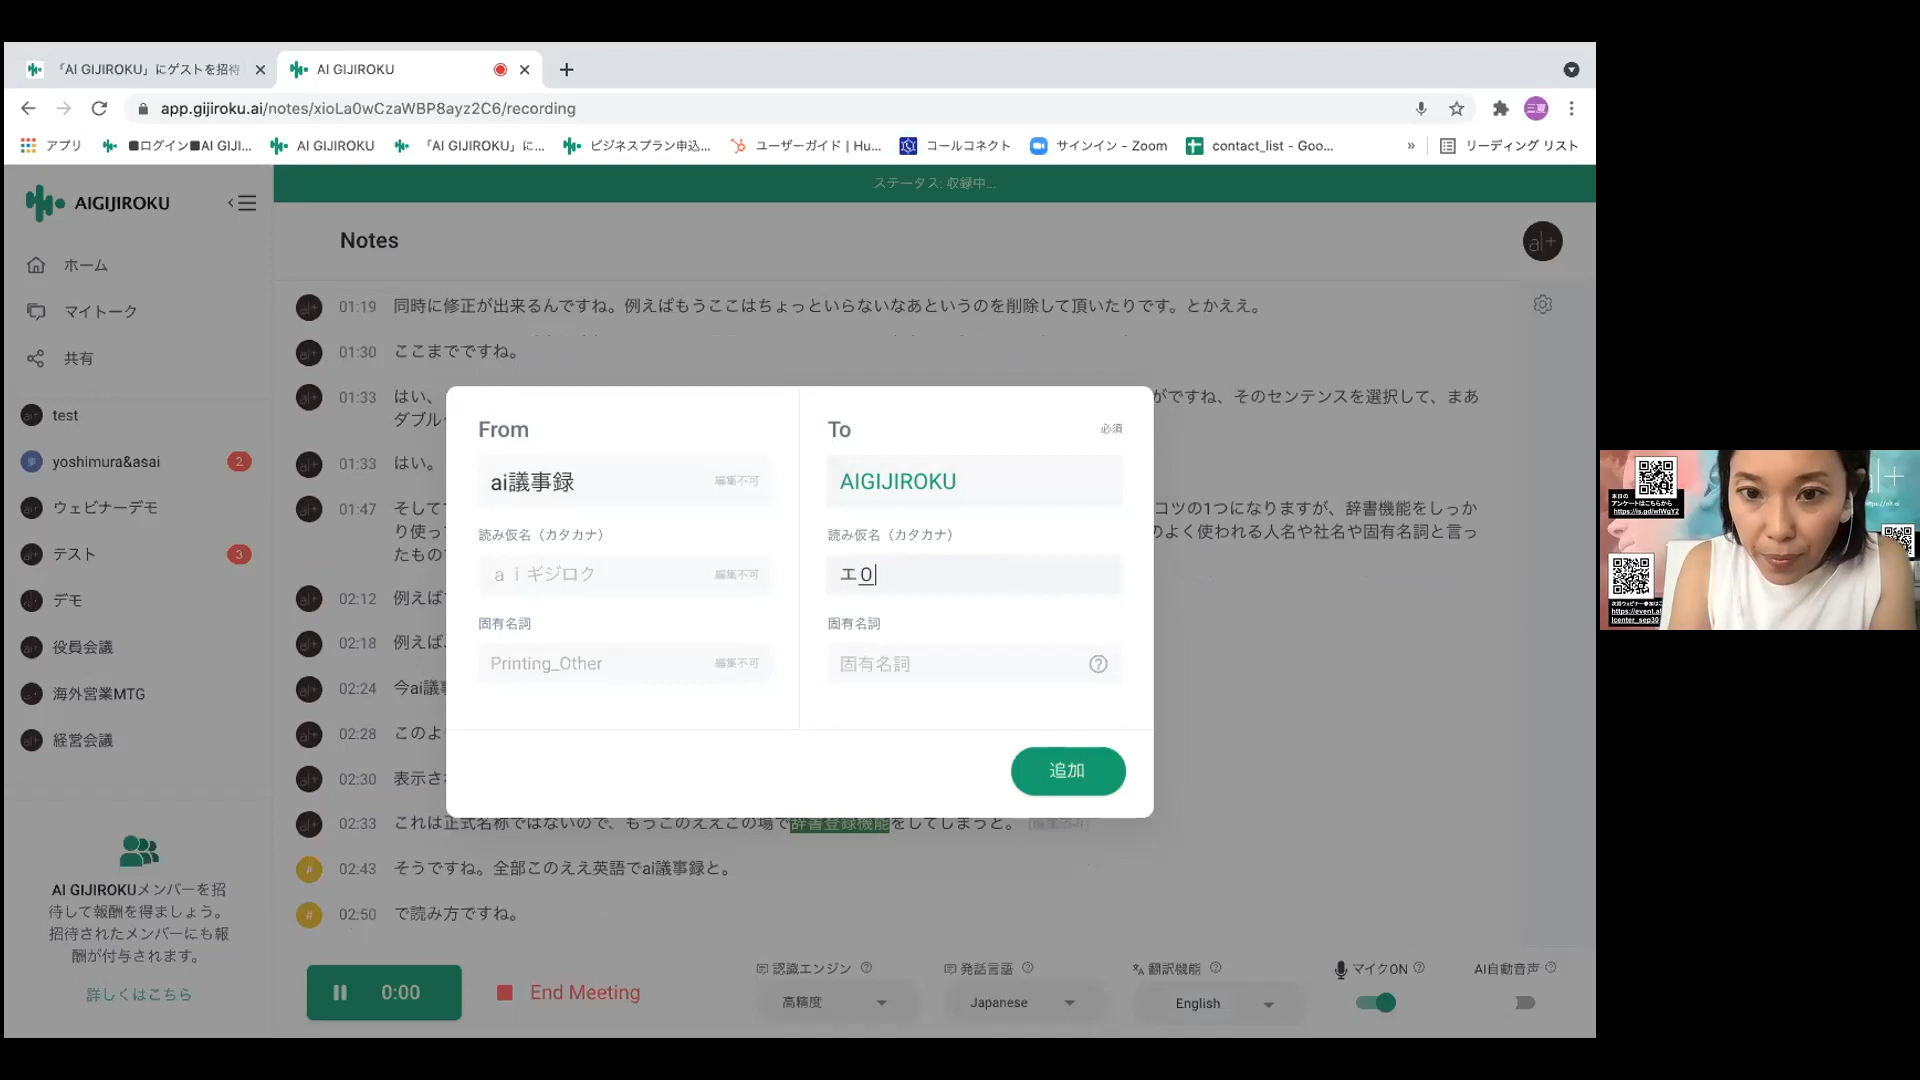 「AI GIJIROKU」にゲストを招待
AI GIJIROKU
app.gijiroku.ai/notes/xioLa0wCzaWBP8ayz2C6/recording
三夏
アプリ
■ログイン■AI GIJI...
AI GIJIROKU
「AI GIJIROKU」に...
ビジネスプラン申込...
ユーザーガイド | Hu...
コールコネクト
サインイン - Zoom
contact_list - Goo...
»
リーディング リスト
AIGIJIROKU
ステータス: 収録中...
Notes
al+
ホーム
マイトーク
共有
test
yoshimura&asai
2
ウェビナーデモ
テスト
3
デモ
役員会議
海外営業MTG
経営会議
AI GIJIROKUメンバーを招
待して報酬を得ましょう。
招待されたメンバーにも報
酬が付与されます。
詳しくはこちら
01:19 同時に修正が出来るんですね。例えばもうここはちょっといらないなあというのを削除して頂いたりです。とかええ。
01:30 ここまでですね。
01:33 はい、
がですね、そのセンテンスを選択して、まあ
ダブル
01:33 はい。
01:47 そして
コツの1つになりますが、辞書機能をしっか
り使っ
のよく使われる人名や社名や固有名詞と言っ
たもの
02:12 例えば
02:18 例えば、
02:24 今ai議
02:28 このよ
02:30 表示さ
02:33 これは正式名称ではないので、もうこのええこの場で辞書登録機能をしてしまうと。 [編集済み]
02:43 そうですね。全部このええ英語でai議事録と。
02:50 で読み方ですね。
From
ai議事録
編集不可
読み仮名（カタカナ）
ａｉギジロク
編集不可
固有名詞
Printing_Other
編集不可
To
必須
AIGIJIROKU
読み仮名（カタカナ）
エ0
固有名詞
固有名詞
追加
0:00
End Meeting
認識エンジン
高精度
発話言語
Japanese
翻訳機能
English
マイクON
AI自動音声
本日の
アンケートはこちらから
https://is.gd/wlWgY2